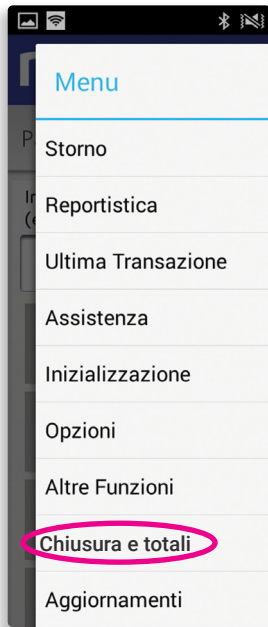 Menu
Storno
Reportistica
Ultima Transazione
Assistenza
Inizializzazione
Opzioni
Altre Funzioni
Chiusura e totali
Aggiornamenti